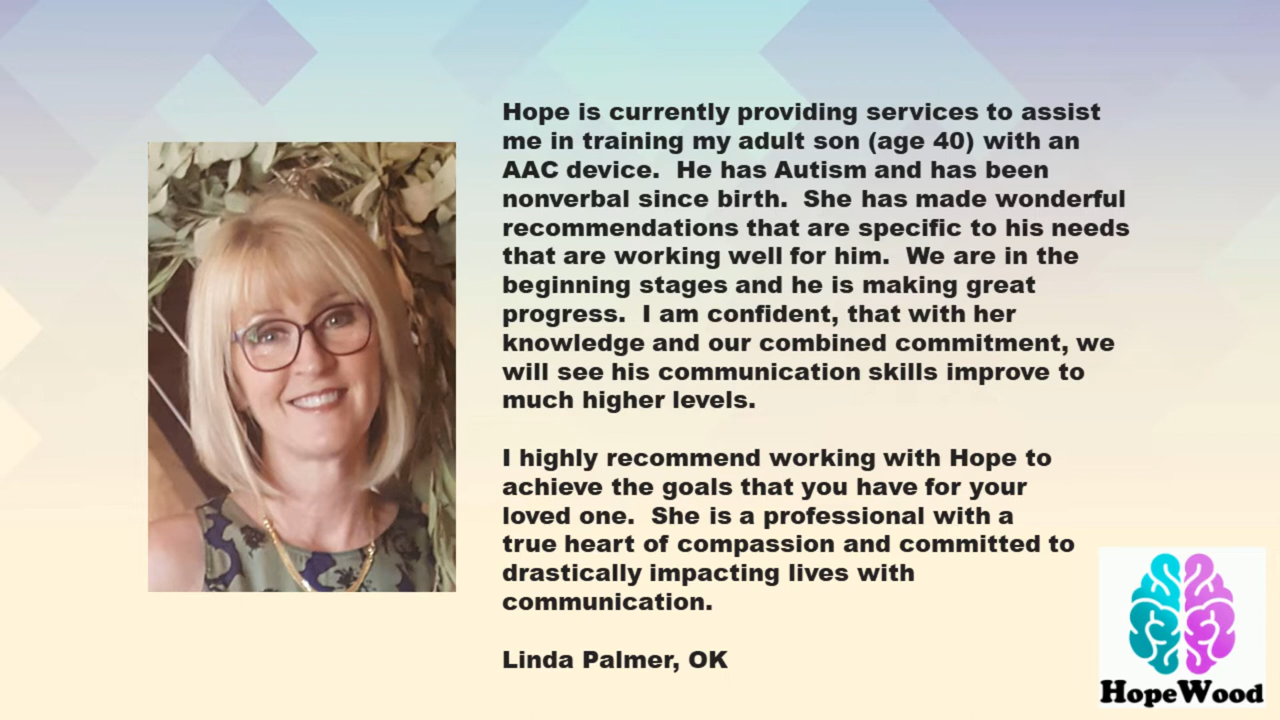 Hope is currently providing services to assist
me in training my adult son (age 40) with an
AAC device.  He has Autism and has been
nonverbal since birth.  She has made wonderful
recommendations that are specific to his needs
that are working well for him.  We are in the
beginning stages and he is making great
progress.  I am confident, that with her
knowledge and our combined commitment, we
will see his communication skills improve to
much higher levels.
I highly recommend working with Hope to
achieve the goals that you have for your
loved one.  She is a professional with a
true heart of compassion and committed to
drastically impacting lives with
communication.
Linda Palmer, OK
HopeWood